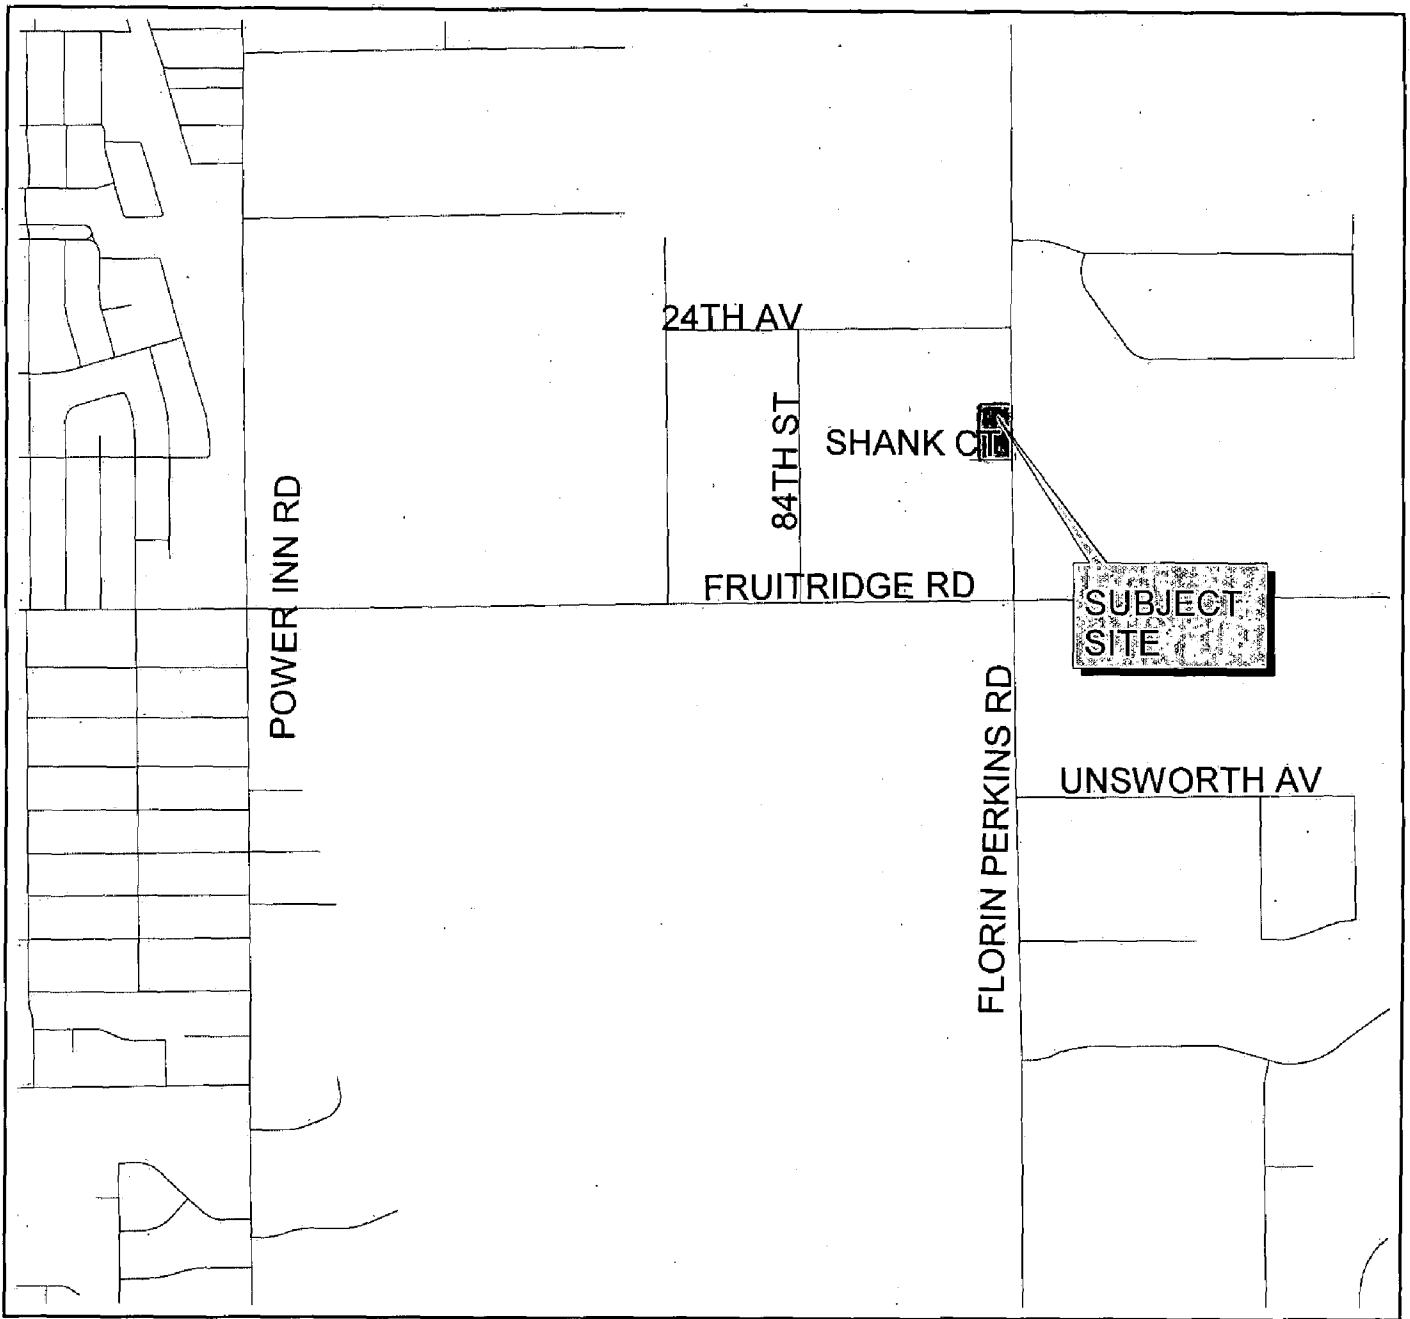 24TH AV
84TH ST
SHANK CT
POWER INN RD
FRUITRIDGE RD
SUBJECT
SITE
FLORIN PERKINS RD
UNSWORTH AV